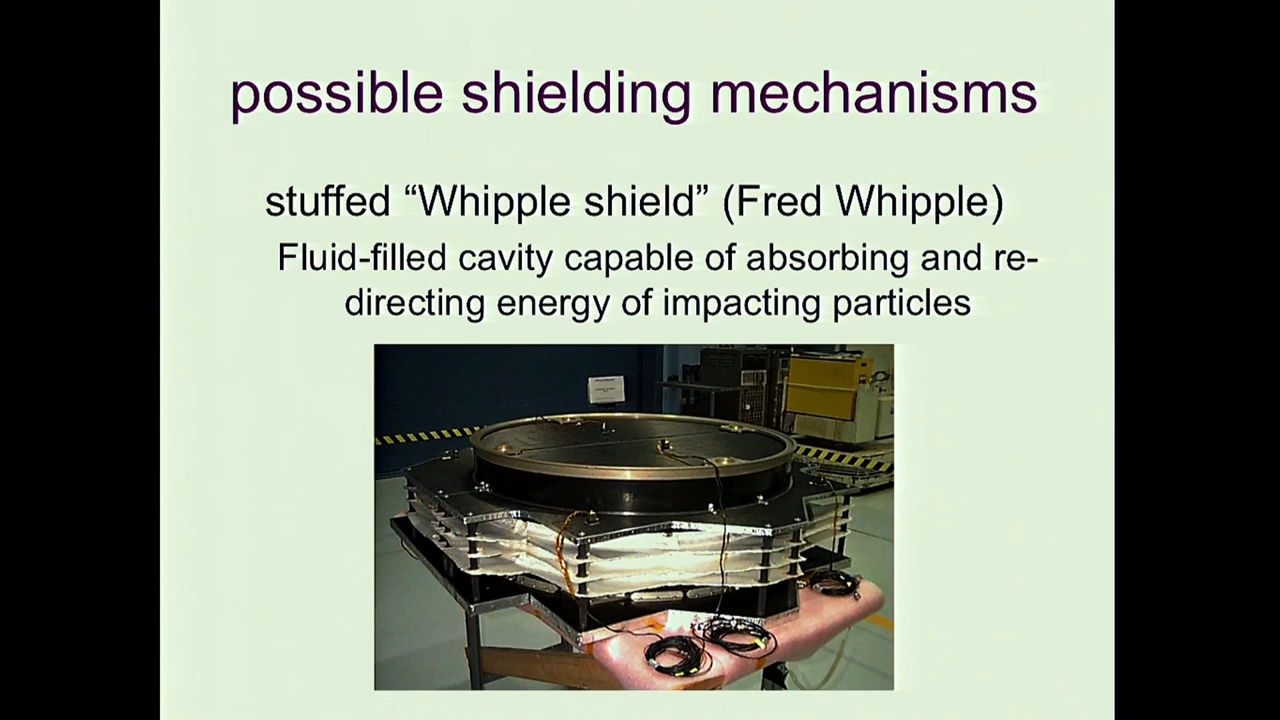 possible shielding mechanisms
stuffed “Whipple shield” (Fred Whipple)
Fluid-filled cavity capable of absorbing and re-
directing energy of impacting particles